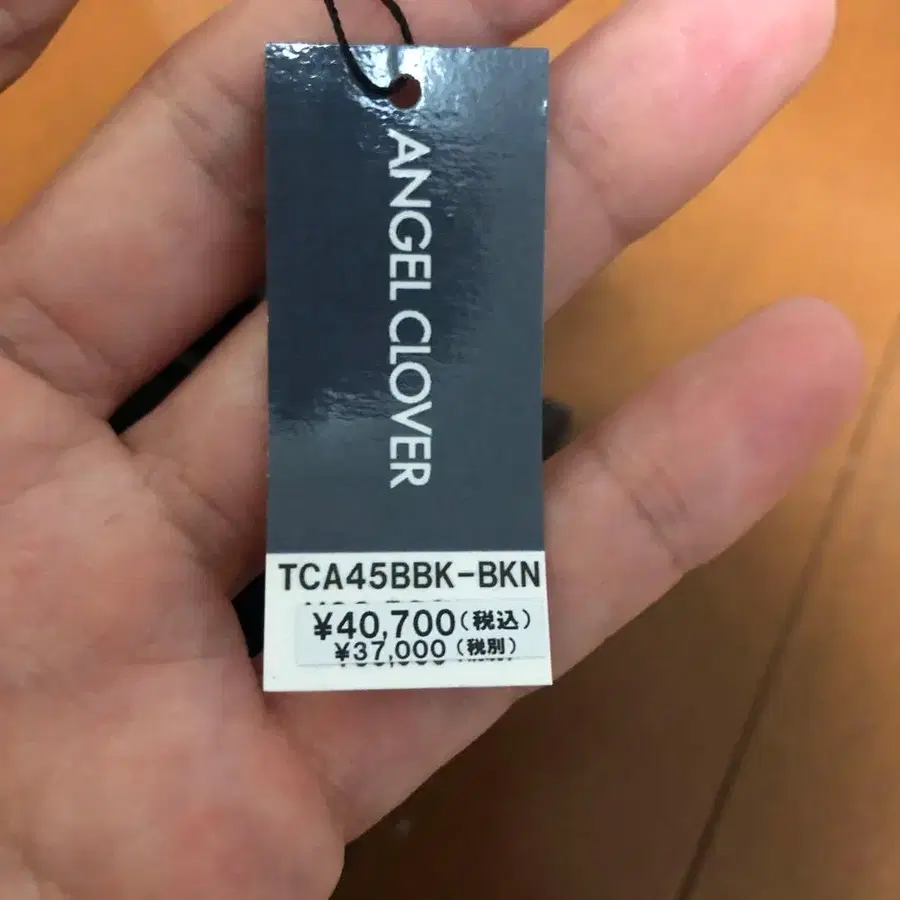 ANGEL CLOVER
TCA45BBK-BKN
¥40,700(税込)
¥37,000(税別)